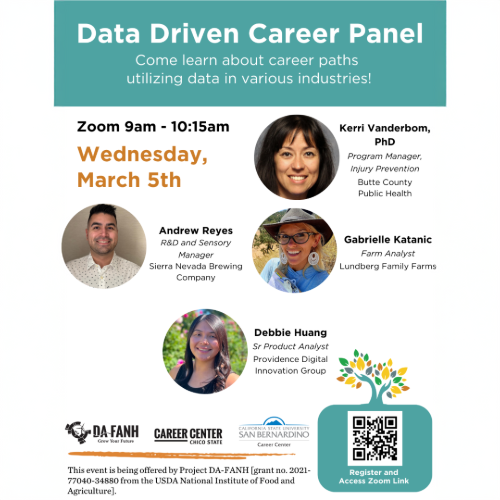 Data Driven Career Panel
Come learn about career paths
utilizing data in various industries!
Zoom 9am - 10:15am
Wednesday,
March 5th
Kerri Vanderbom,
PhD
Program Manager,
Injury Prevention
Butte County
Public Health
Andrew Reyes
R&D and Sensory
Manager
Sierra Nevada Brewing
Company
Gabrielle Katanic
Farm Analyst
Lundberg Family Farms
Debbie Huang
Sr Product Analyst
Providence Digital
Innovation Group
DA-FANH
Grow Your Future
CAREER CENTER
CHICO STATE
CALIFORNIA STATE UNIVERSITY
SAN BERNARDINO
Career Center
This event is being offered by Project DA-FANH [grant no. 2021-
77040-34880 from the USDA National Institute of Food and
Agriculture].
Register and
Access Zoom Link